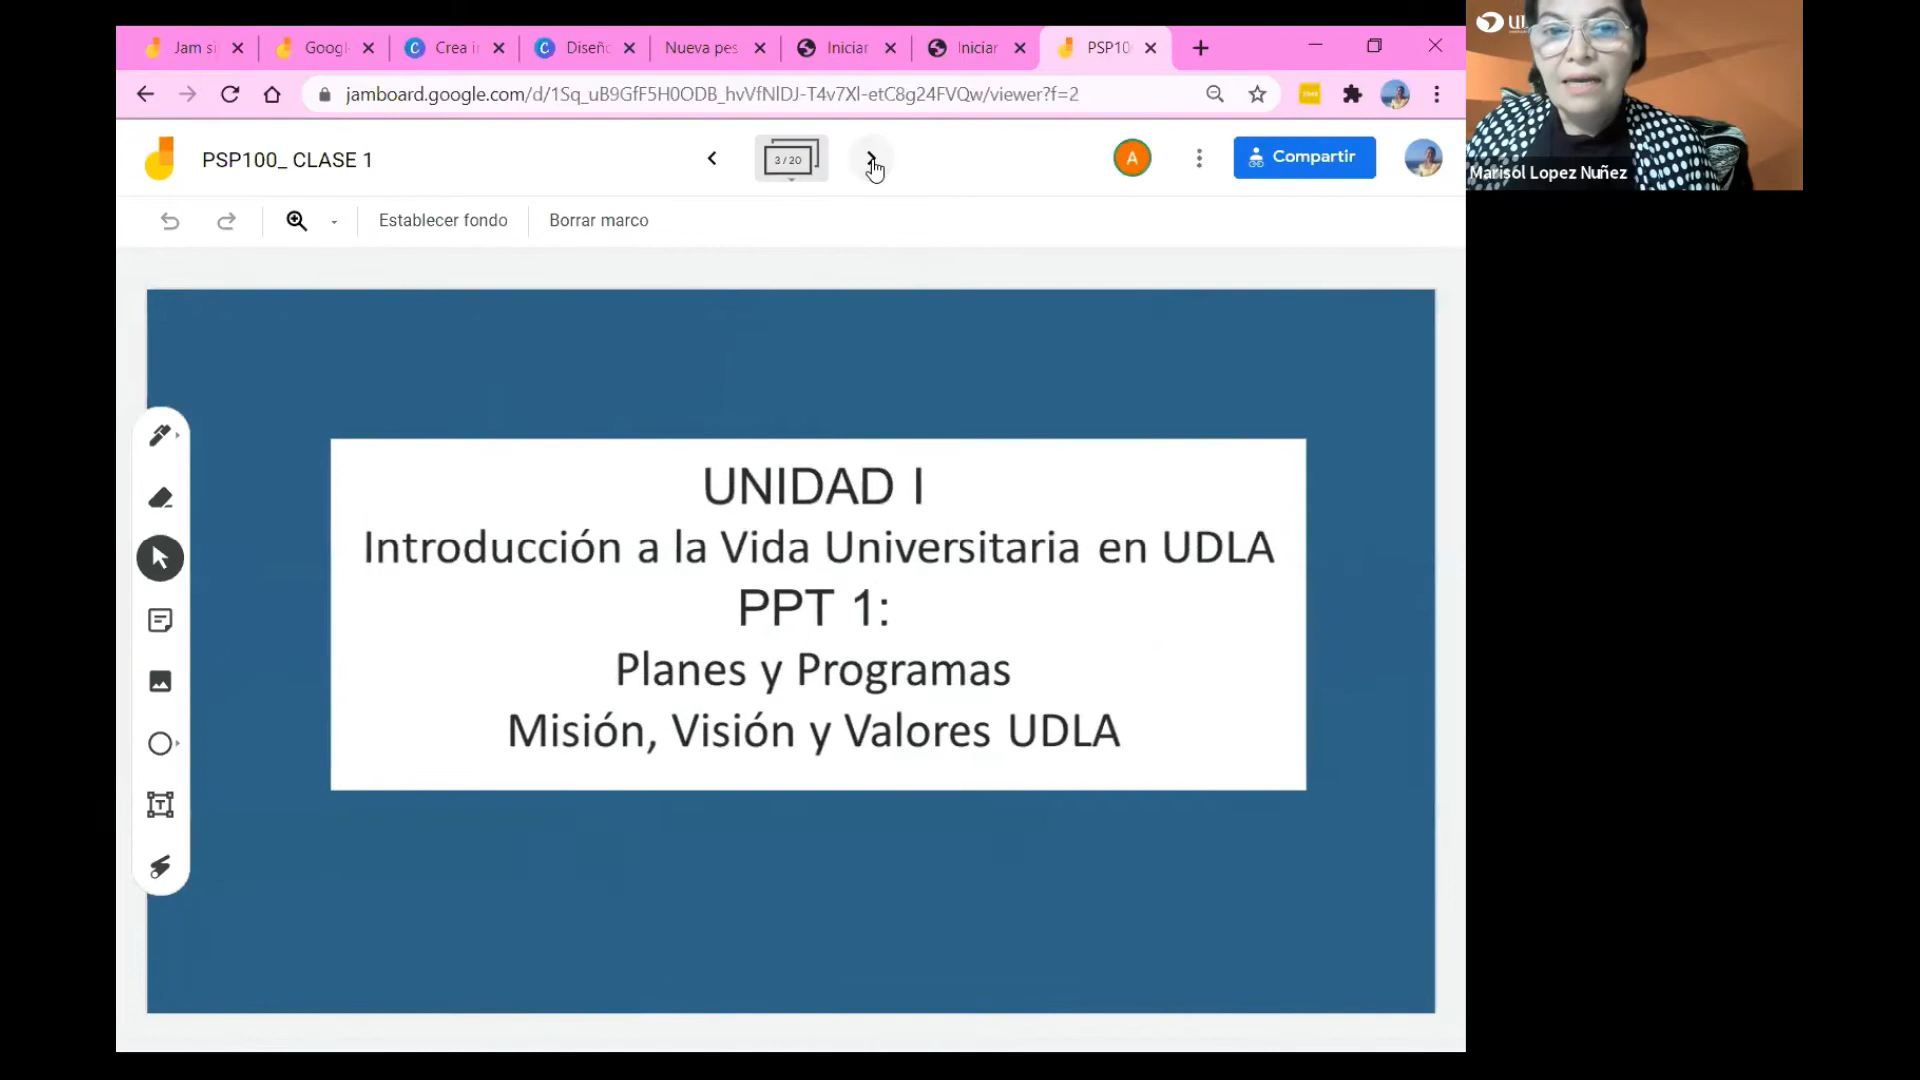 Jam si
Googl
Crea i
Diseño
Nueva pes
Iniciar
Iniciar
PSP10
jamboard.google.com/d/1Sq_uB9GfF5H0ODB_hvVfNlDJ-T4v7Xl-etC8g24FVQw/viewer?f=2
PSP100_ CLASE 1
3 / 20
A
Compartir
Marisol Lopez Nuñez
Establecer fondo
Borrar marco
UNIDAD I
Introducción a la Vida Universitaria en UDLA
PPT 1:
Planes y Programas
Misión, Visión y Valores UDLA